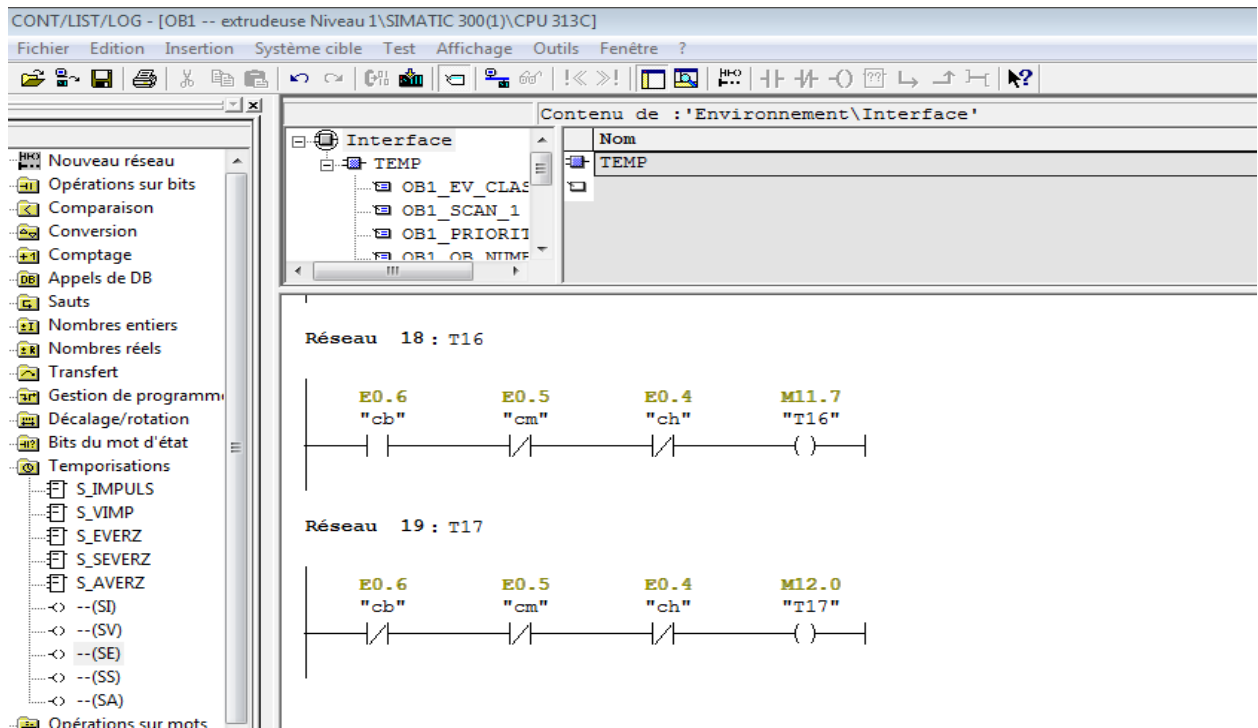 CONT/LIST/LOG - [OB1 -- extrudeuse Niveau 1\SIMATIC 300(1)\CPU 313C]
Fichier Edition Insertion Système cible Test Affichage Outils Fenêtre ?
Contenu de :'Environnement\Interface'
Interface
TEMP
OB1_EV_CLAS
OB1_SCAN_1
OB1_PRIORIT
OB1_OB_NUMB
Nom
TEMP
Nouveau réseau
Opérations sur bits
Comparaison
Conversion
Comptage
Appels de DB
Sauts
Nombres entiers
Nombres réels
Transfert
Gestion de programm
Décalage/rotation
Bits du mot d'état
Temporisations
S_IMPULS
S_VIMP
S_EVERZ
S_SEVERZ
S_AVERZ
--(SI)
--(SV)
--(SE)
--(SS)
--(SA)
Opérations sur mots
Réseau 18 : T16
E0.6 E0.5 E0.4 M11.7
"cb" "cm" "ch" "T16"
Réseau 19 : T17
E0.6 E0.5 E0.4 M12.0
"cb" "cm" "ch" "T17"